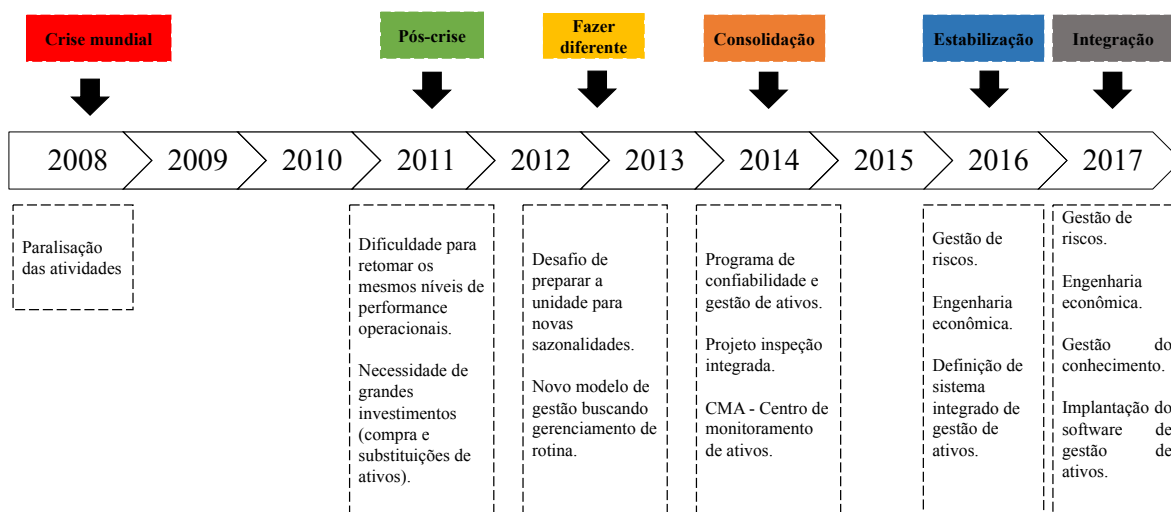 Crise mundial
Pós-crise
Fazer
diferente
Consolidação
Estabilização
Integração
2008
2009
2010
2011
2012
2013
2014
2015
2016
2017
Paralisação
das atividades
Dificuldade para
retomar os
mesmos níveis de
performance
operacionais.
Necessidade de
grandes
investimentos
(compra e
substituições de
ativos).
Desafio de
preparar a
unidade para
novas
sazonalidades.
Novo modelo de
gestão buscando
gerenciamento de
rotina.
Programa de
confiabilidade e
gestão de ativos.
Projeto inspeção
integrada.
CMA - Centro de
monitoramento
de ativos.
Gestão de
riscos.
Engenharia
econômica.
Definição de
sistema
integrado de
gestão de
ativos.
Gestão de
riscos.
Engenharia
econômica.
Gestão do
conhecimento.
Implantação do
software de
gestão de
ativos.